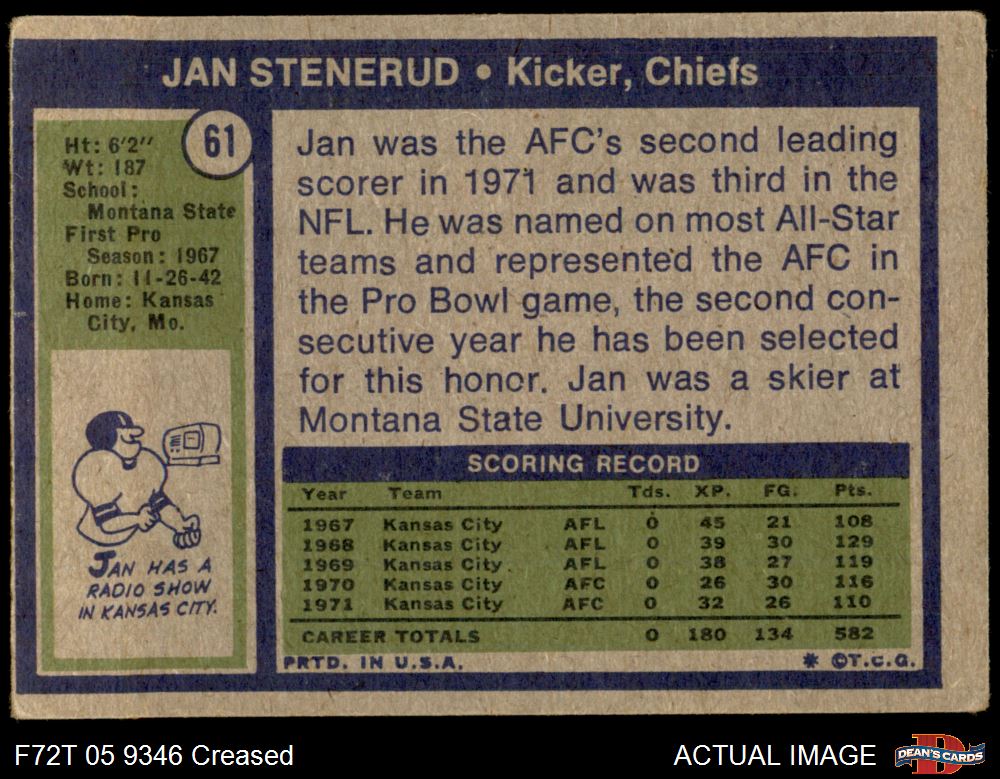 JAN STENERUD • Kicker, Chiefs
61
Ht: 6'2''
Wt: 187
School:
Montana State
First Pro
Season: 1967
Born: 11-26-42
Home: Kansas
City, Mo.
JAN HAS A
RADIO SHOW
IN KANSAS CITY.
Jan was the AFC's second leading
scorer in 1971 and was third in the
NFL. He was named on most All-Star
teams and represented the AFC in
the Pro Bowl game, the second con-
secutive year he has been selected
for this honor. Jan was a skier at
Montana State University.
SCORING RECORD
Year Team Tds. XP. FG. Pts.
1967 Kansas City AFL 0 45 21 108
1968 Kansas City AFL 0 39 30 129
1969 Kansas City AFL 0 38 27 119
1970 Kansas City AFC 0 26 30 116
1971 Kansas City AFC 0 32 26 110
CAREER TOTALS 0 180 134 582
PRTD. IN U.S.A. * ©T.C.G.
F72T 05 9346 Creased ACTUAL IMAGE D DEAN'S CARDS